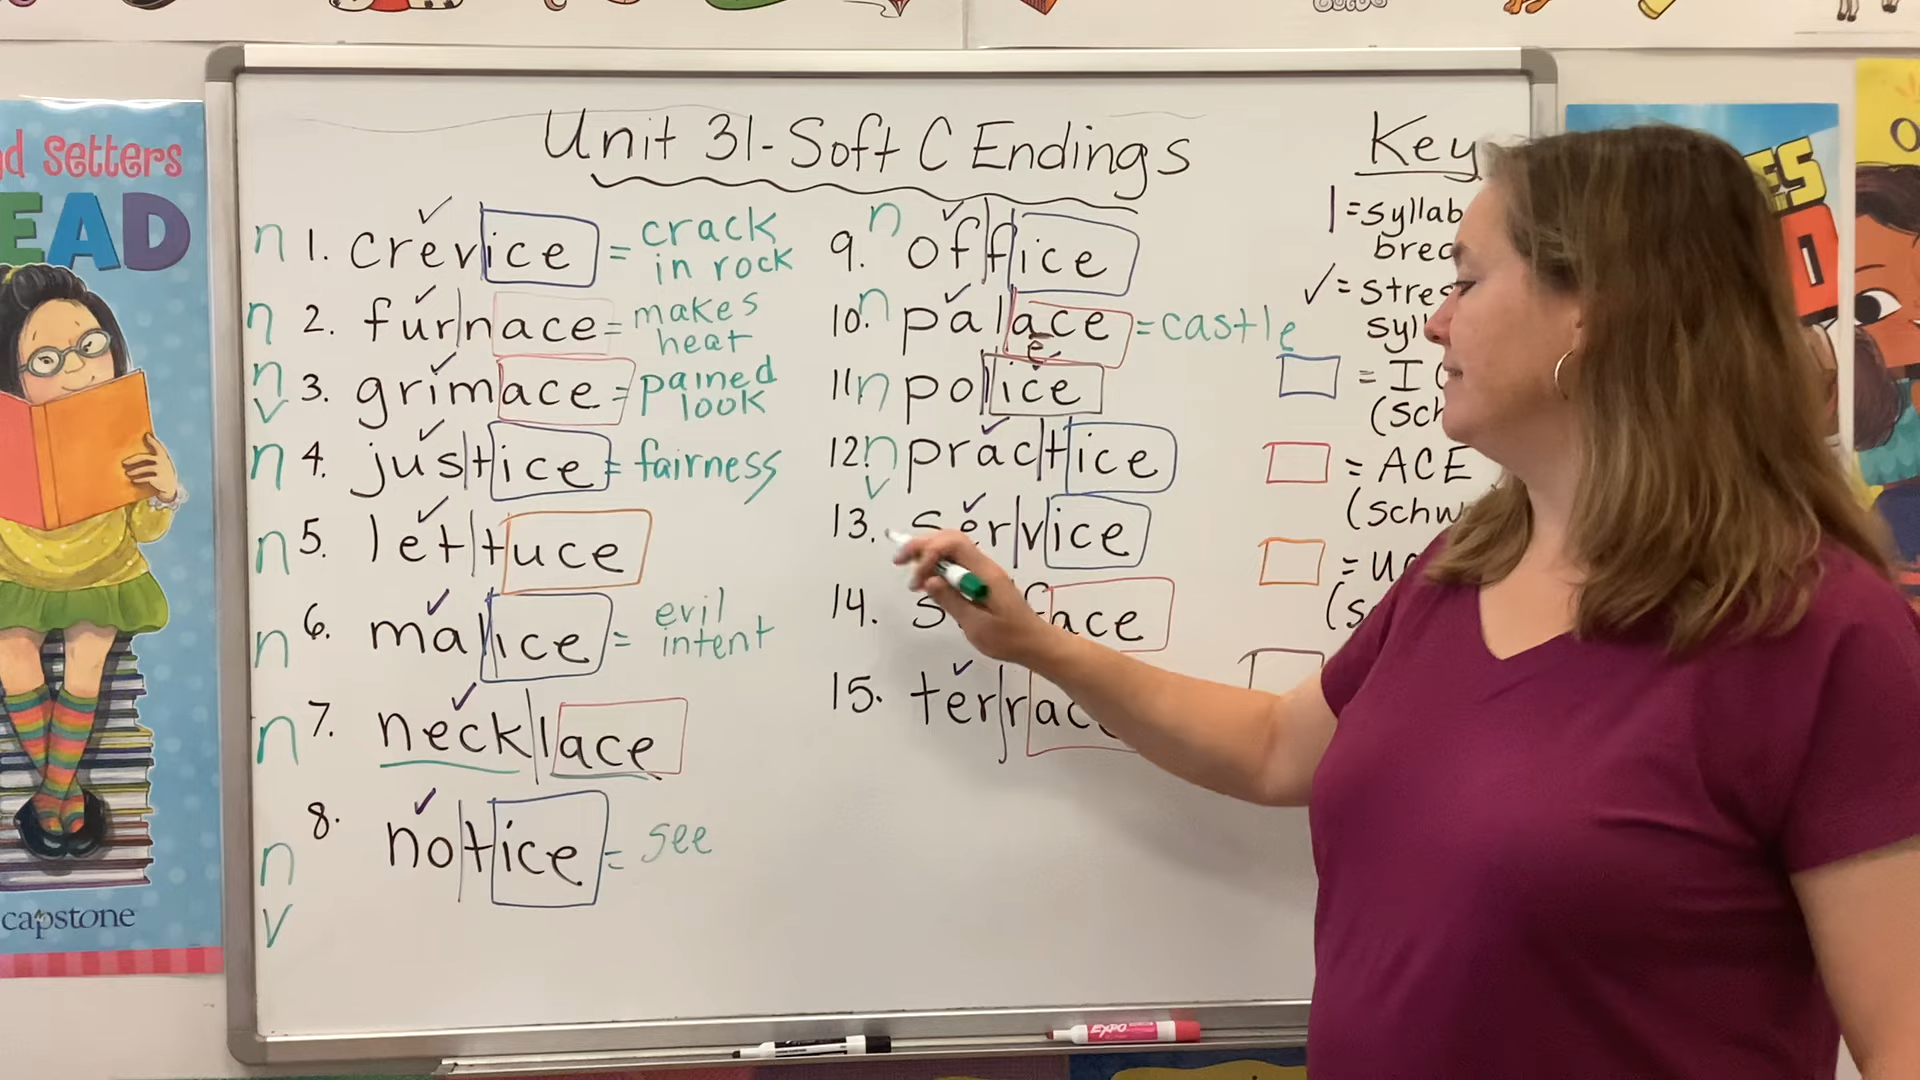 Unit 31-Soft C Endings
n 1. crevice = crack in rock
n 2. furnace = makes heat
n v 3. grimace = pained look
n 4. justice = fairness
n 5. lettuce
n 6. malice = evil intent
n 7. necklace
n v 8. notice = see
n 9. office
10. n palace = castle
e
11 n police
12. n v practice
13. service
14.
15.
Key
| = syllab
brea
✓ = stres
syll
= I
(sch
= ACE
(schw
= u
(s
Setters
EAD
capstone
EXPO